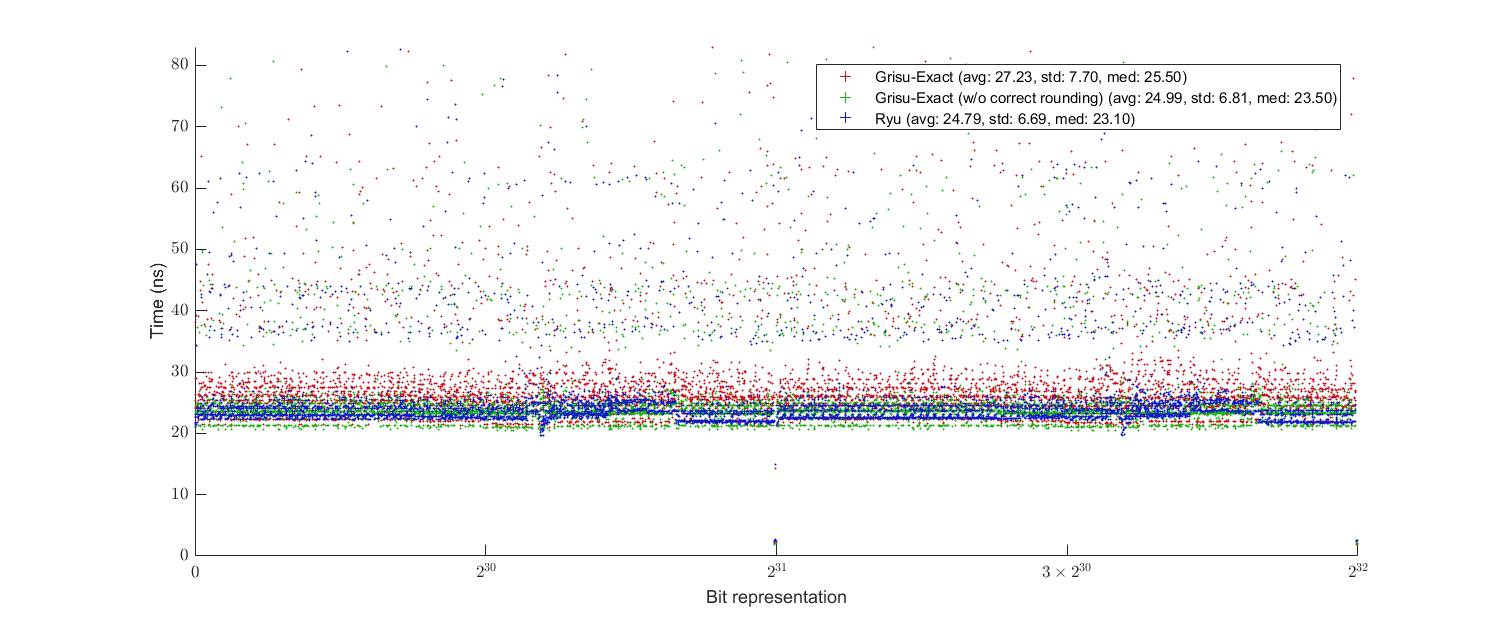 80
70
60
50
40
30
20
10
0
Time (ns)
Grisu-Exact (avg: 27.23, std: 7.70, med: 25.50)
Grisu-Exact (w/o correct rounding) (avg: 24.99, std: 6.81, med: 23.50)
Ryu (avg: 24.79, std: 6.69, med: 23.10)
0 2^30 2^31 3 × 2^30 2^32
Bit representation